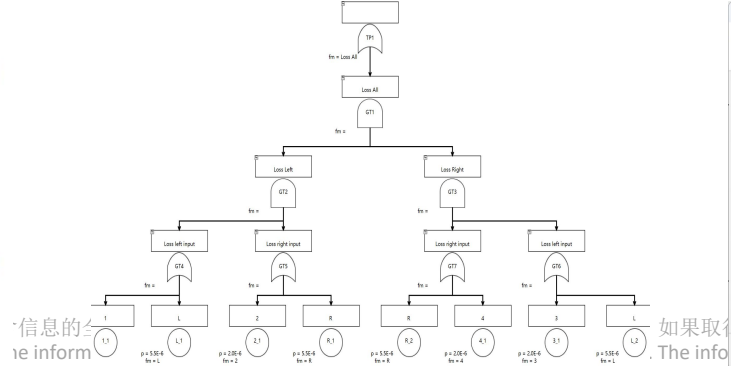 TP1
fm = Loss All
Loss All
GT1
fm =
Loss Left
Loss Right
GT2
GT3
fm =
fm =
Loss left input
Loss right input
Loss right input
Loss left input
GT4
GT5
GT7
GT6
fm =
fm =
fm =
fm =
1
L
2
R
R
4
3
L
1_1
L_1
2_1
R_1
R_2
4_1
3_1
L_2
p = 5.5E-6
fm = L
p = 2.0E-6
fm = 2
p = 5.5E-6
fm = R
p = 5.5E-6
fm = R
p = 2.0E-6
fm = 4
p = 2.0E-6
fm = 3
p = 5.5E-6
fm = L
信息的
如果取
inform
. The info